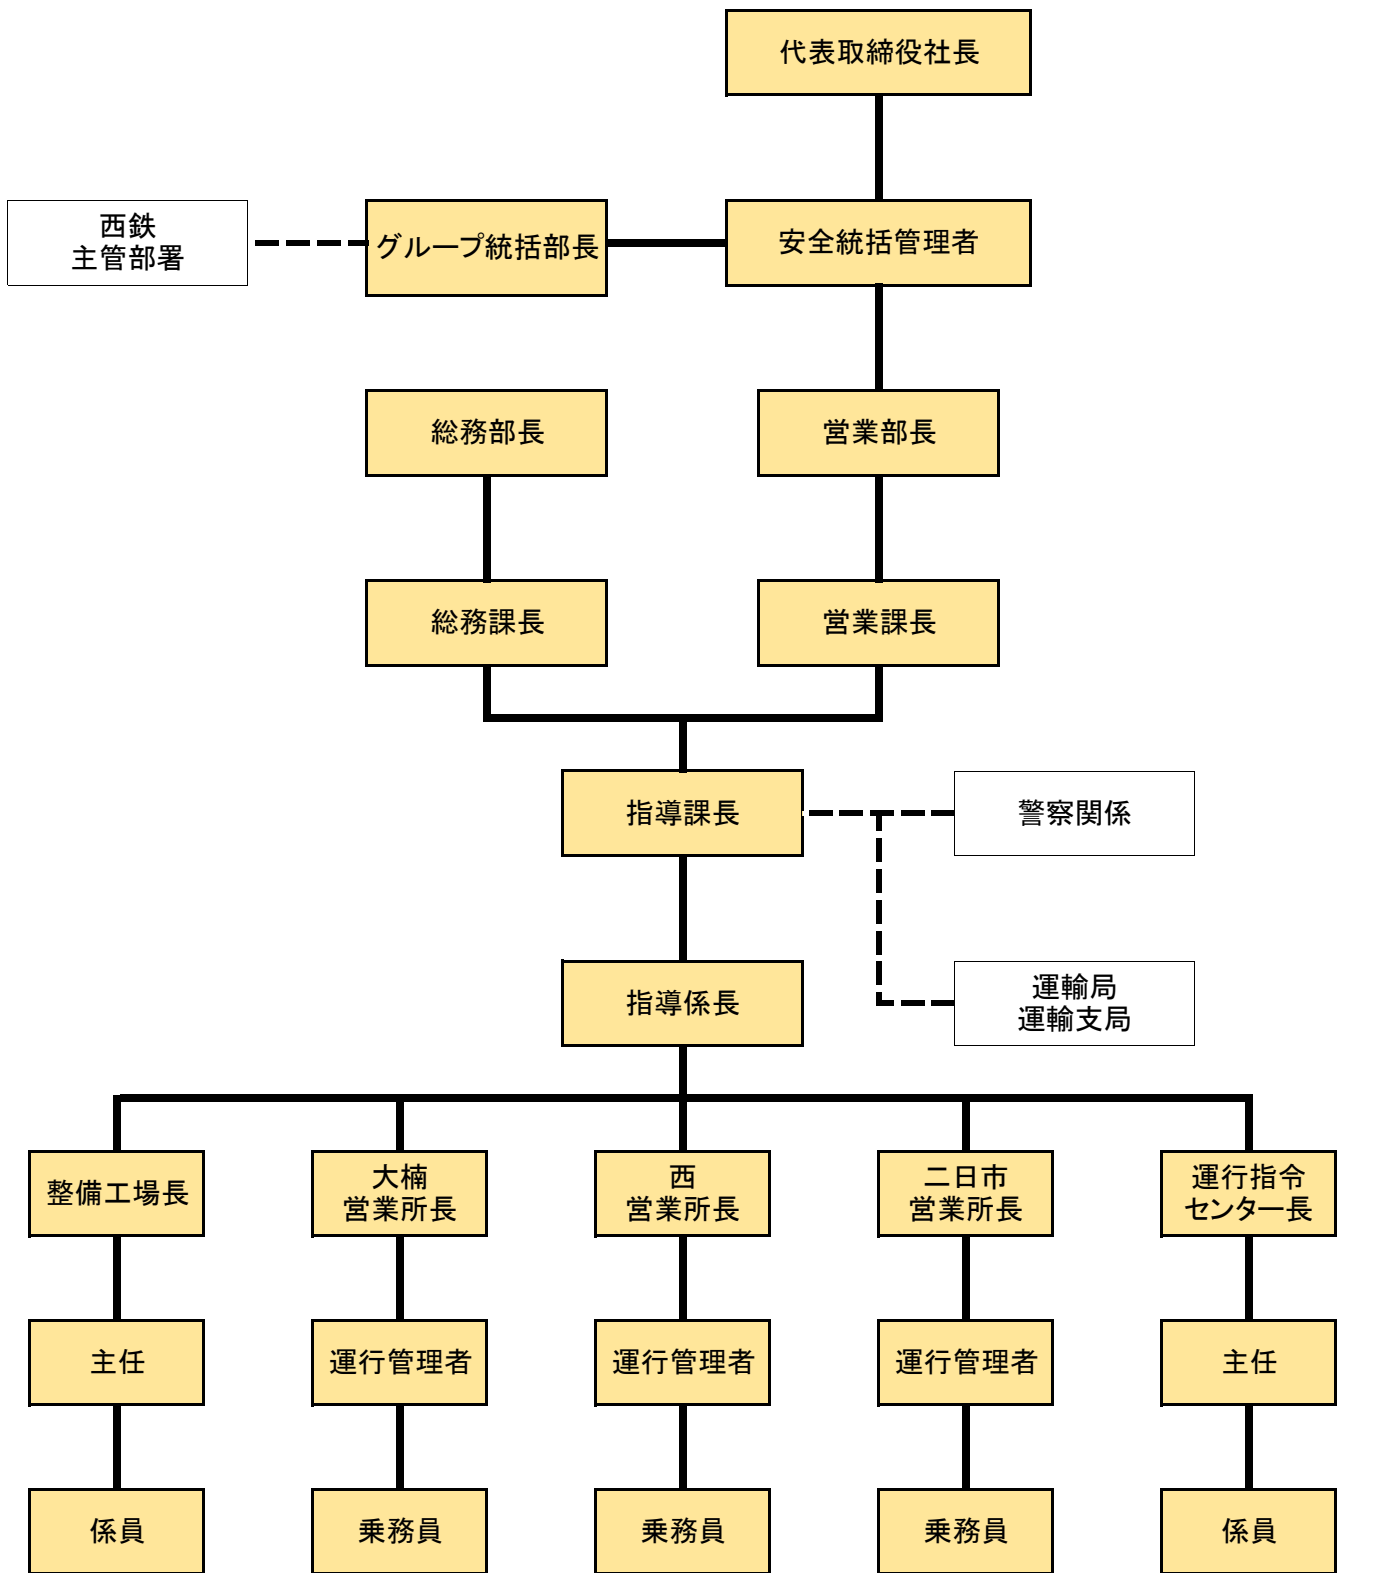 代表取締役社長
西鉄
主管部署
グループ統括部長
安全統括管理者
総務部長
営業部長
総務課長
営業課長
指導課長
警察関係
指導係長
運輸局
運輸支局
整備工場長
大楠
営業所長
西
営業所長
二日市
営業所長
運行指令
センター長
主任
運行管理者
運行管理者
運行管理者
主任
係員
乗務員
乗務員
乗務員
係員